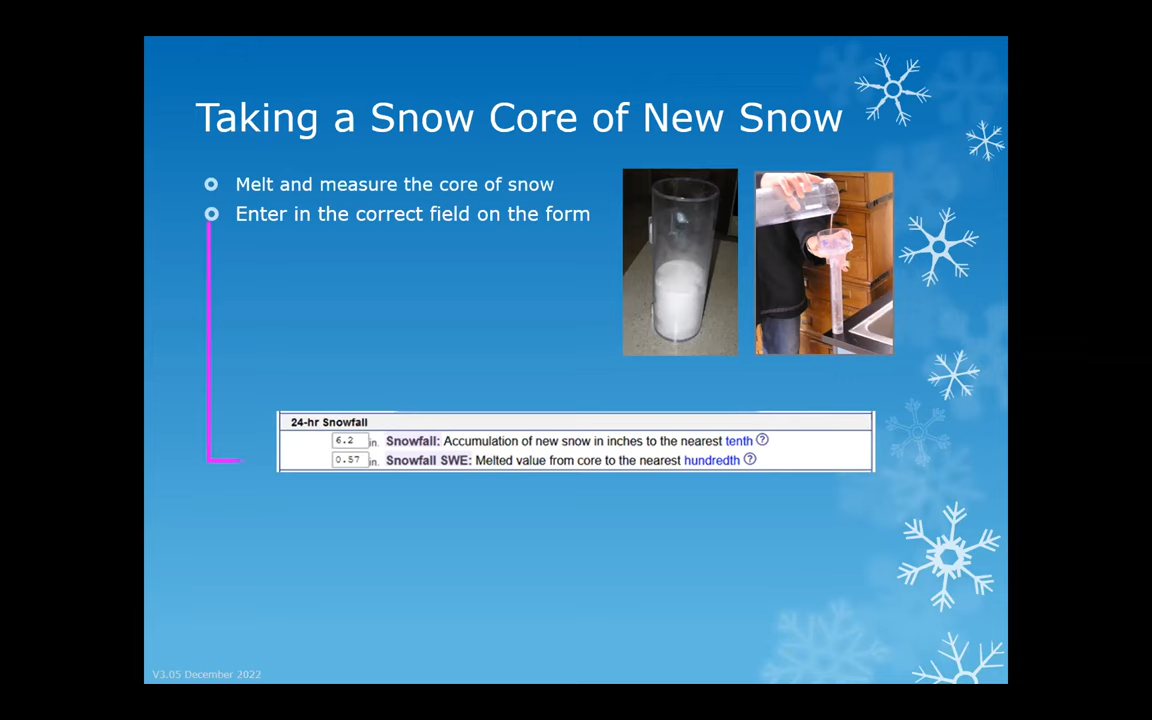 Taking a Snow Core of New Snow
Melt and measure the core of snow
Enter in the correct field on the form
24-hr Snowfall
6.2 in. Snowfall: Accumulation of new snow in inches to the nearest tenth ?
0.57 in. Snowfall SWE: Melted value from core to the nearest hundredth ?
V3.05 December 2022